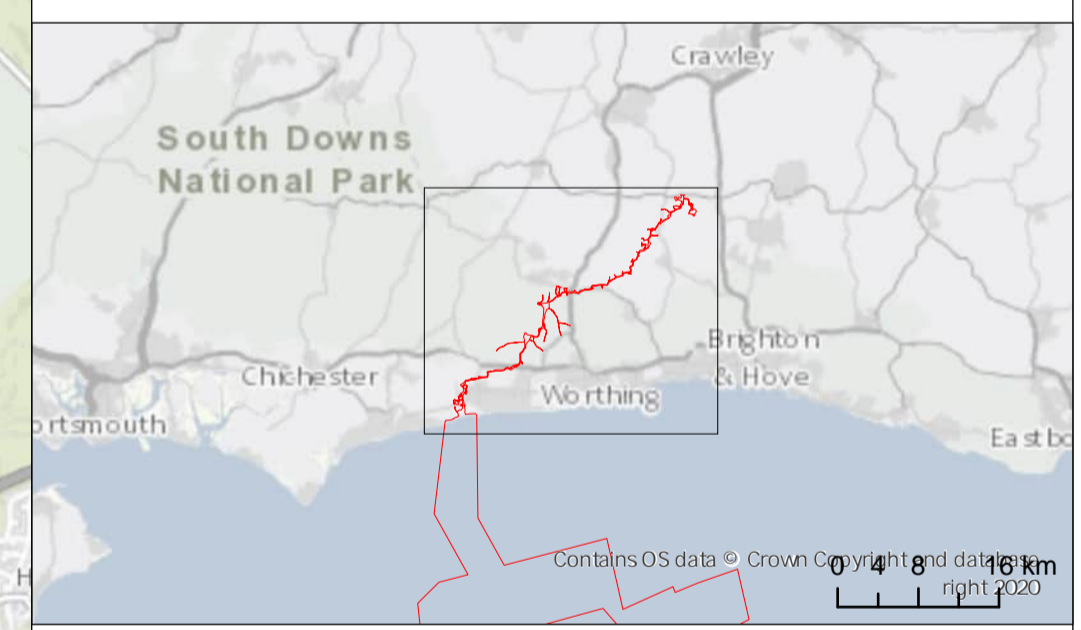 Crawley
South Downs
National Park
Brighton
& Hove
Chichester
Worthing
ortsmouth
Eastbo
H
Contains OS data © Crown Copyright and database
right 2020
0 4 8 16 km